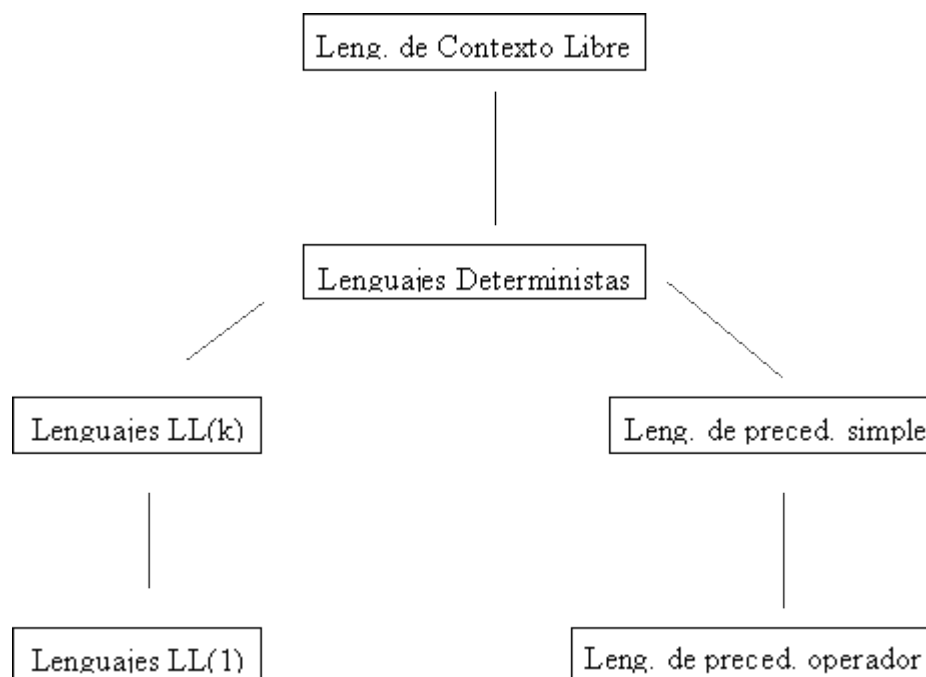 Leng. de Contexto Libre
Lenguajes Deterministas
Lenguajes LL(k)
Leng. de preced. simple
Lenguajes LL(1)
Leng. de preced. operador